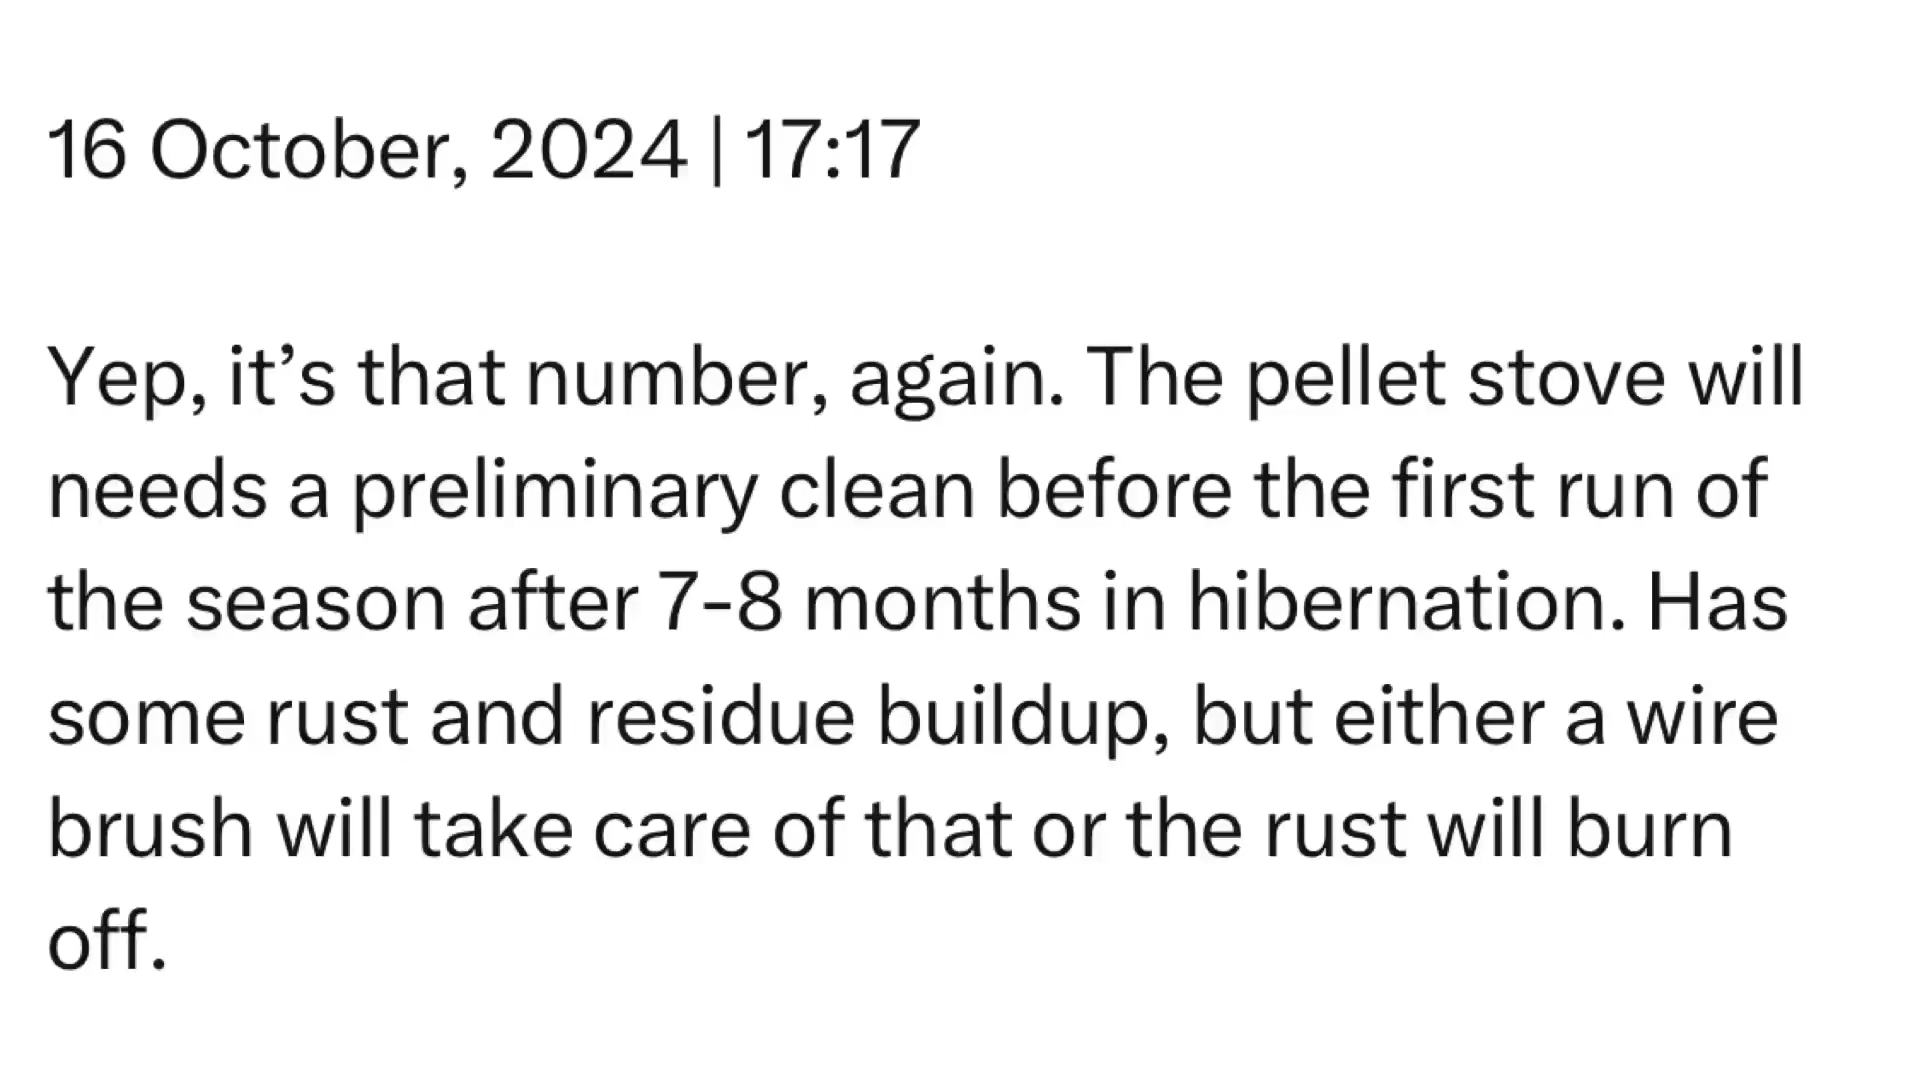 16 October, 2024 | 17:17
Yep, it’s that number, again. The pellet stove will
needs a preliminary clean before the first run of
the season after 7-8 months in hibernation. Has
some rust and residue buildup, but either a wire
brush will take care of that or the rust will burn
off.